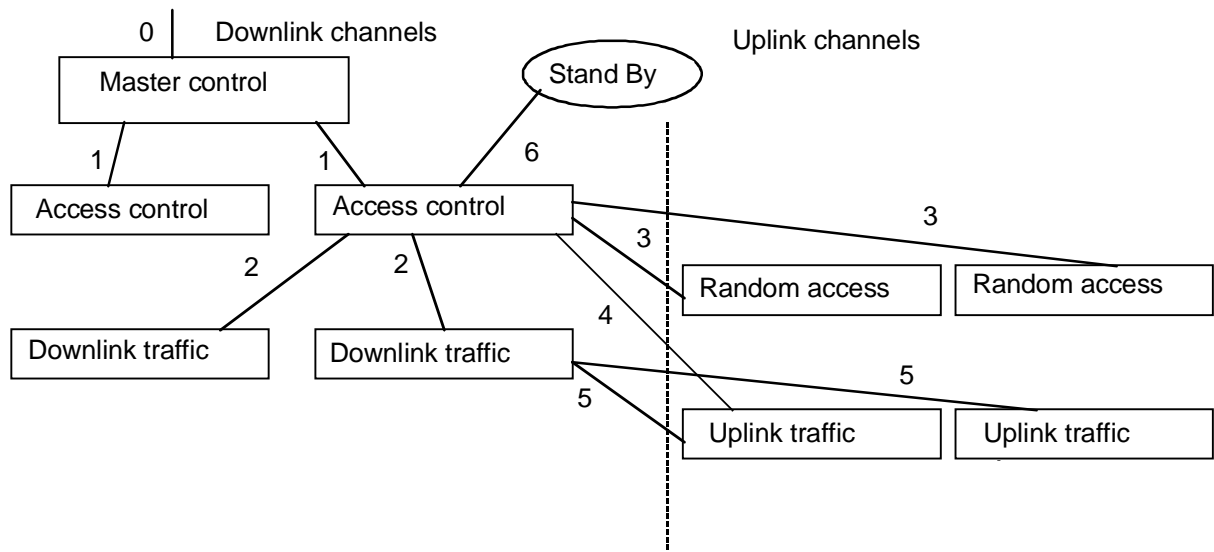 0
Downlink channels
Uplink channels
Master control
Stand By
1
1
6
Access control
Access control
3
3
2
2
Random access
Random access
4
Downlink traffic
Downlink traffic
5
5
Uplink traffic
Uplink traffic